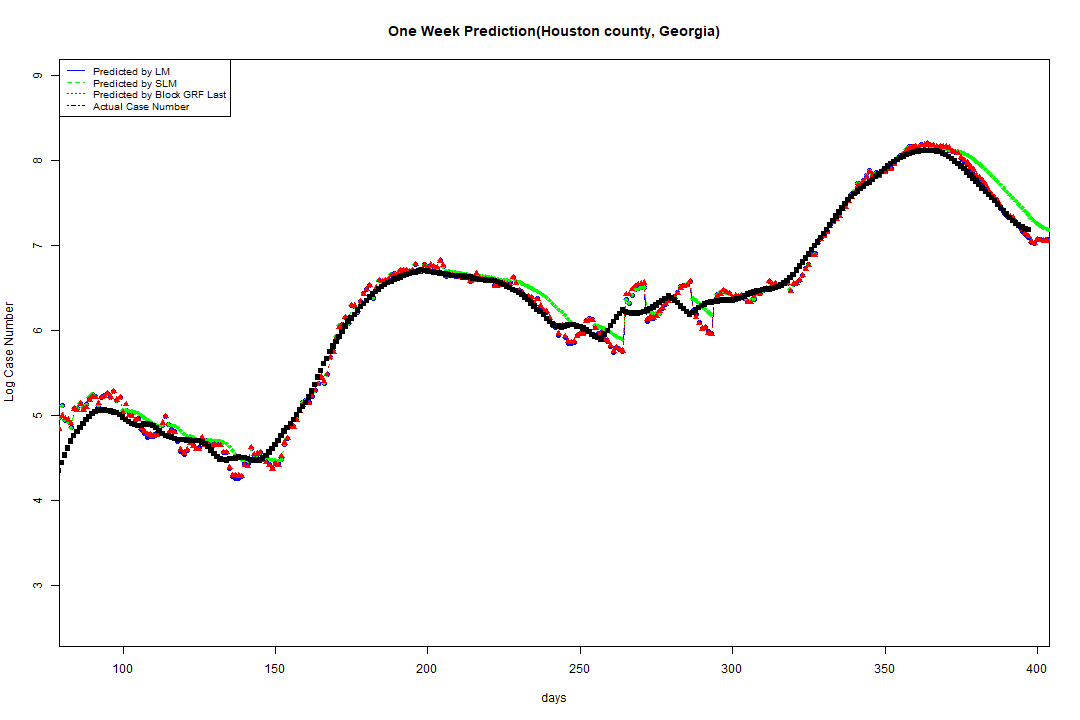 One Week Prediction(Houston county, Georgia)
Predicted by LM
Predicted by SLM
Predicted by Block GRF Last
Actual Case Number
9
8
7
6
5
4
3
Log Case Number
100 150 200 250 300 350 400
days